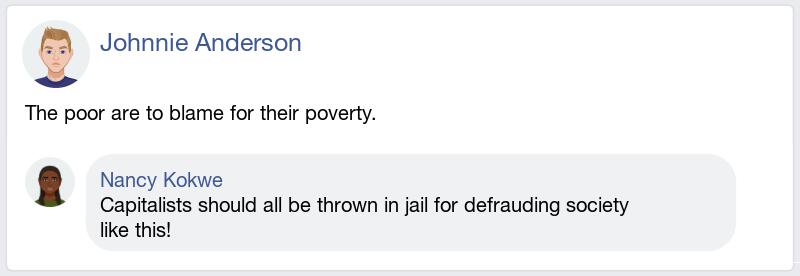 Johnnie Anderson
The poor are to blame for their poverty.
Nancy Kokwe
Capitalists should all be thrown in jail for defrauding society
like this!